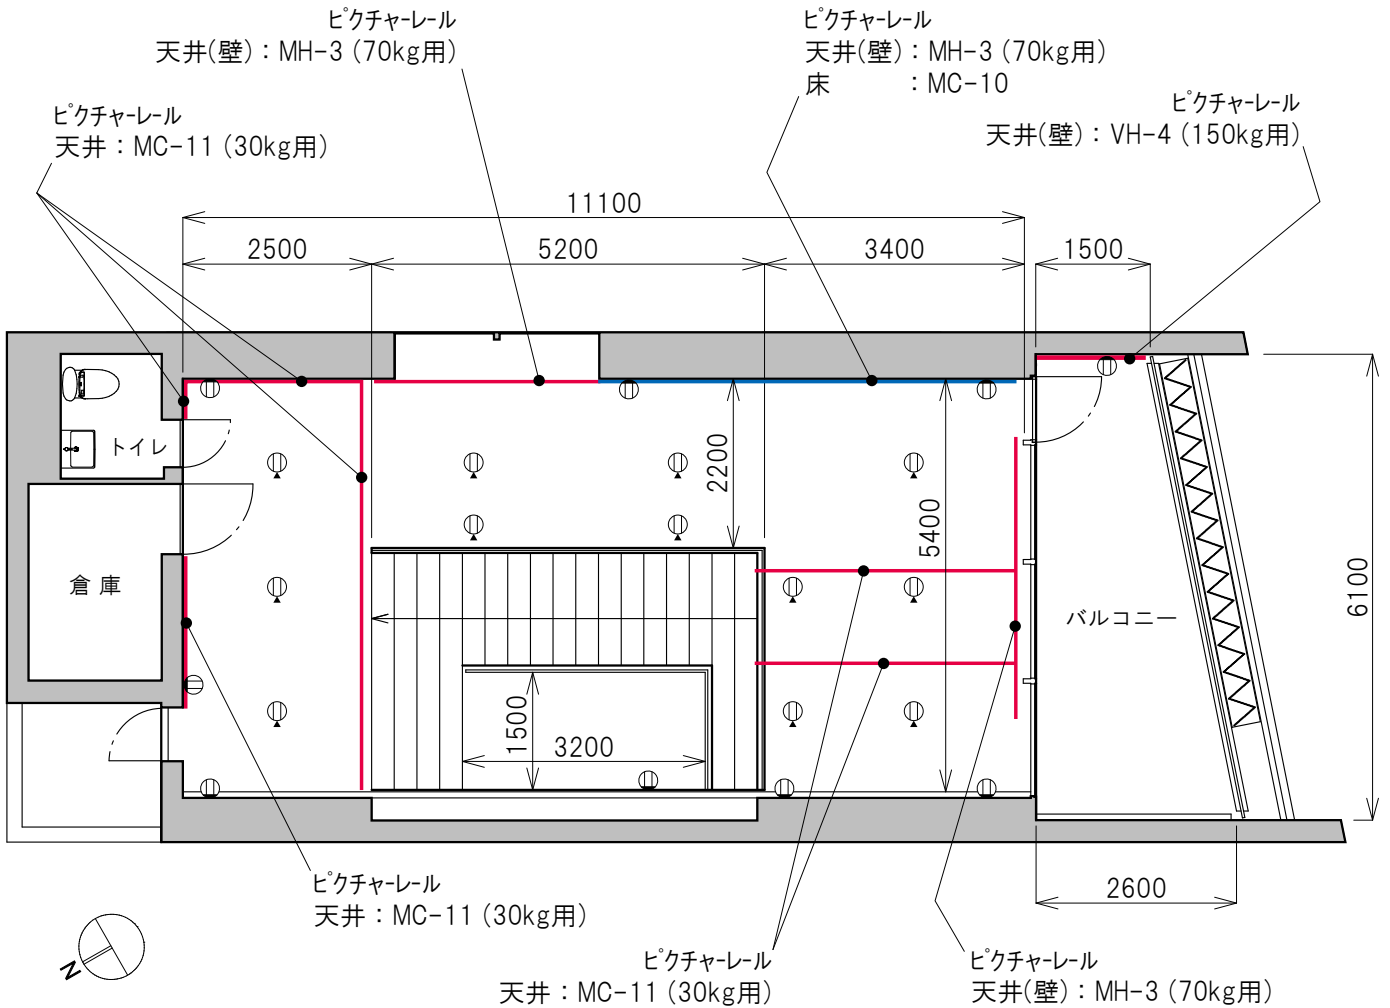 ピクチャーレール
天井(壁)：MH-3 (70kg用)
ピクチャーレール
天井(壁)：MH-3 (70kg用)
床　　　：MC-10
ピクチャーレール
天井：MC-11 (30kg用)
ピクチャーレール
天井(壁)：VH-4 (150kg用)
11100
2500
5200
3400
1500
トイレ
2200
5400
倉庫
バルコニー
6100
1500
3200
ピクチャーレール
天井：MC-11 (30kg用)
2600
ピクチャーレール
天井：MC-11 (30kg用)
ピクチャーレール
天井(壁)：MH-3 (70kg用)
N